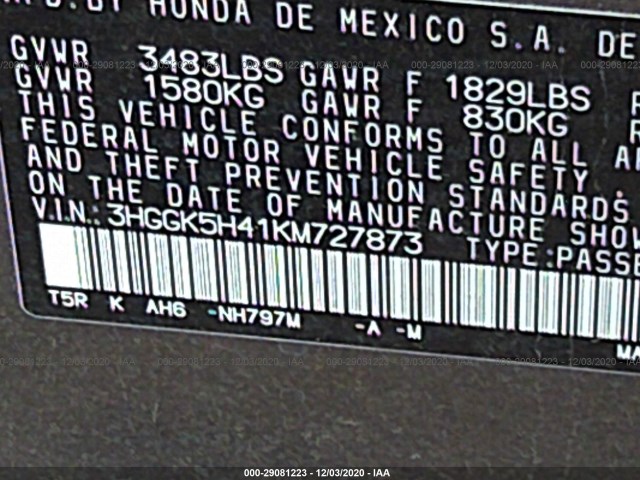 BY HONDA DE MEXICO S.A. DE
GVWR 3483LBS GAWR F 1829LBS
GVWR 1580KG GAWR F 830KG
THIS VEHICLE CONFORMS TO ALL
FEDERAL MOTOR VEHICLE SAFETY,
AND THEFT PREVENTION STANDARDS
ON THE DATE OF MANUFACTURE SHOW
V.I.N.: 3HGGK5H41KM727873 TYPE:PASSE
T5R K AH6 -NH797M -A -M
MA
000-29081223 - 12/03/2020 - IAA